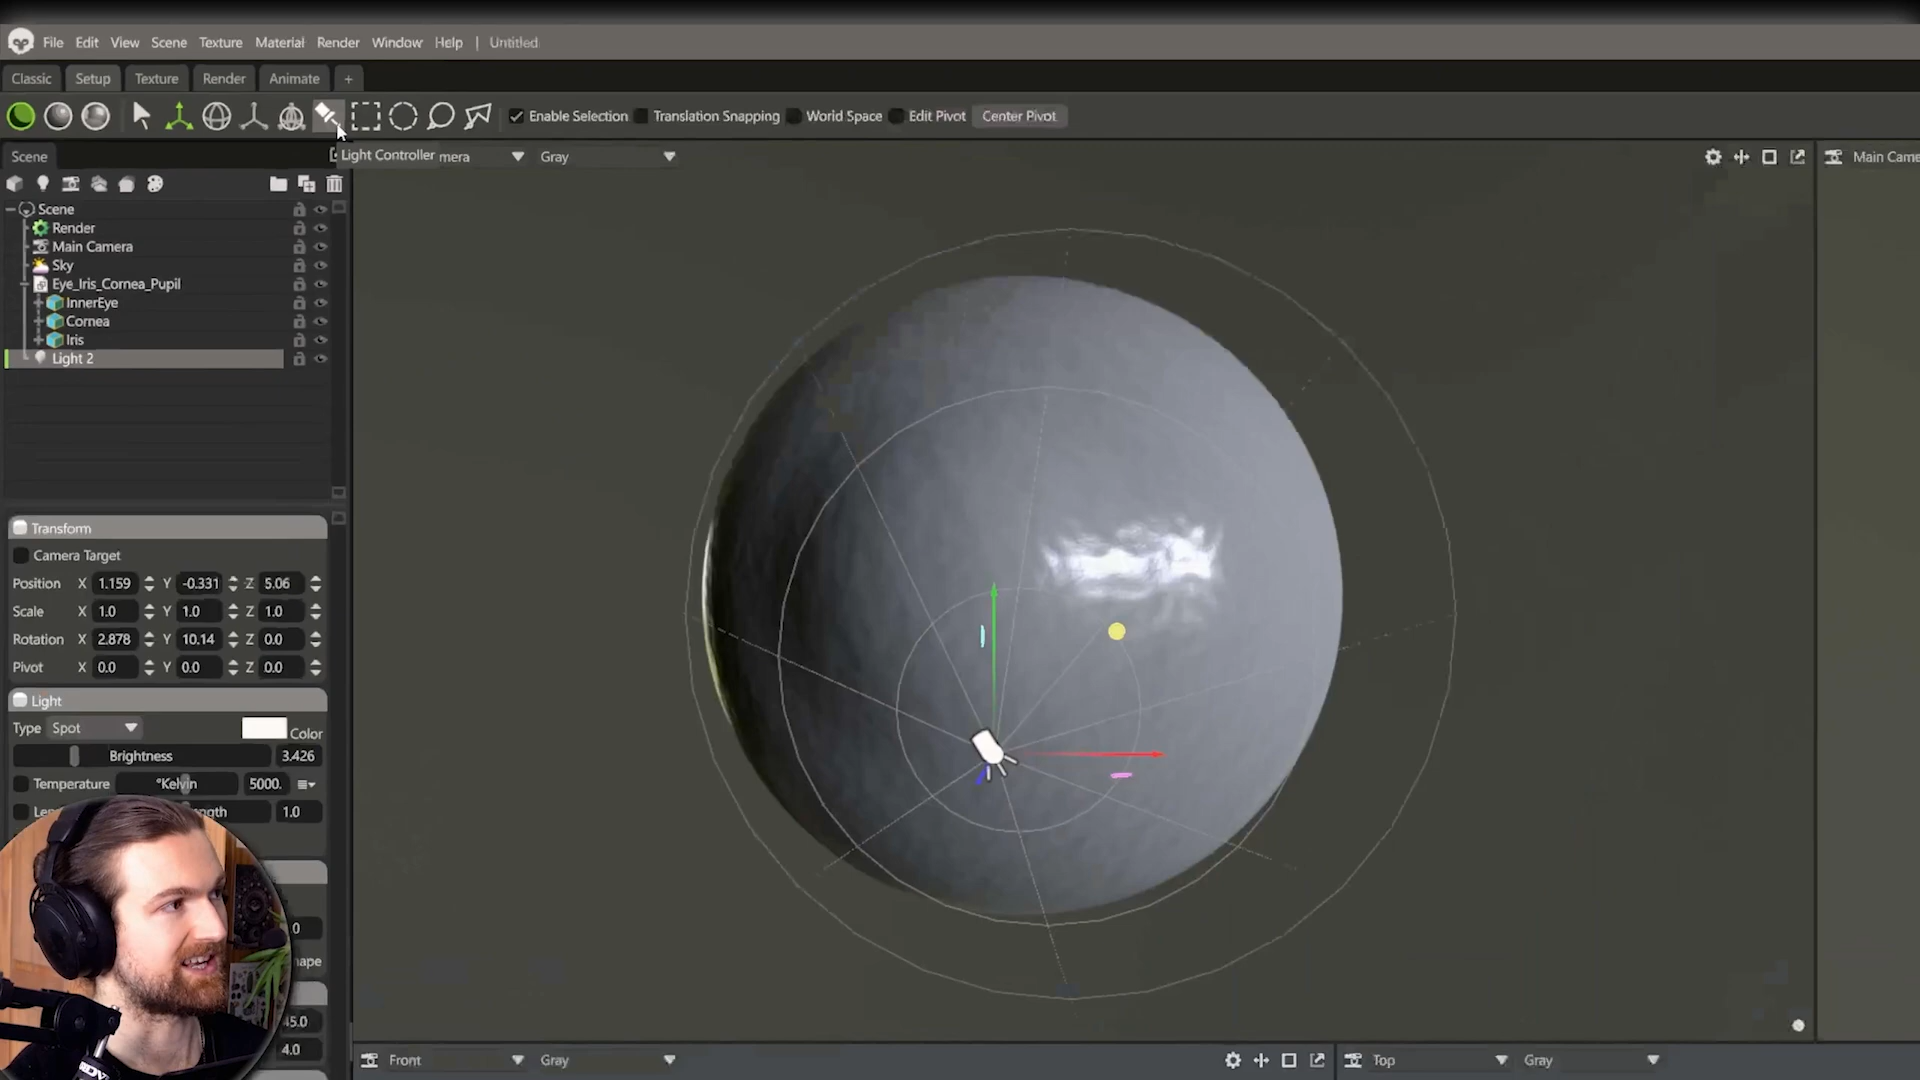 File Edit View Scene Texture Material Render Window Help | Untitled
Classic Setup Texture Render Animate +
Enable Selection Translation Snapping World Space Edit Pivot Center Pivot
Scene Light Controller mera Gray Main Came
Scene
Render
Main Camera
Sky
Eye_Iris_Cornea_Pupil
InnerEye
Cornea
Iris
Light 2
Transform
Camera Target
Position X 1.159 Y -0.331 Z 5.06
Scale X 1.0 Y 1.0 Z 1.0
Rotation X 2.878 Y 10.14 Z 0.0
Pivot X 0.0 Y 0.0 Z 0.0
Light
Type Spot Color
Brightness 3.426
Temperature °Kelvin 5000.
Len ngth 1.0
0
hape
45.0
4.0
Front Gray Top Gray